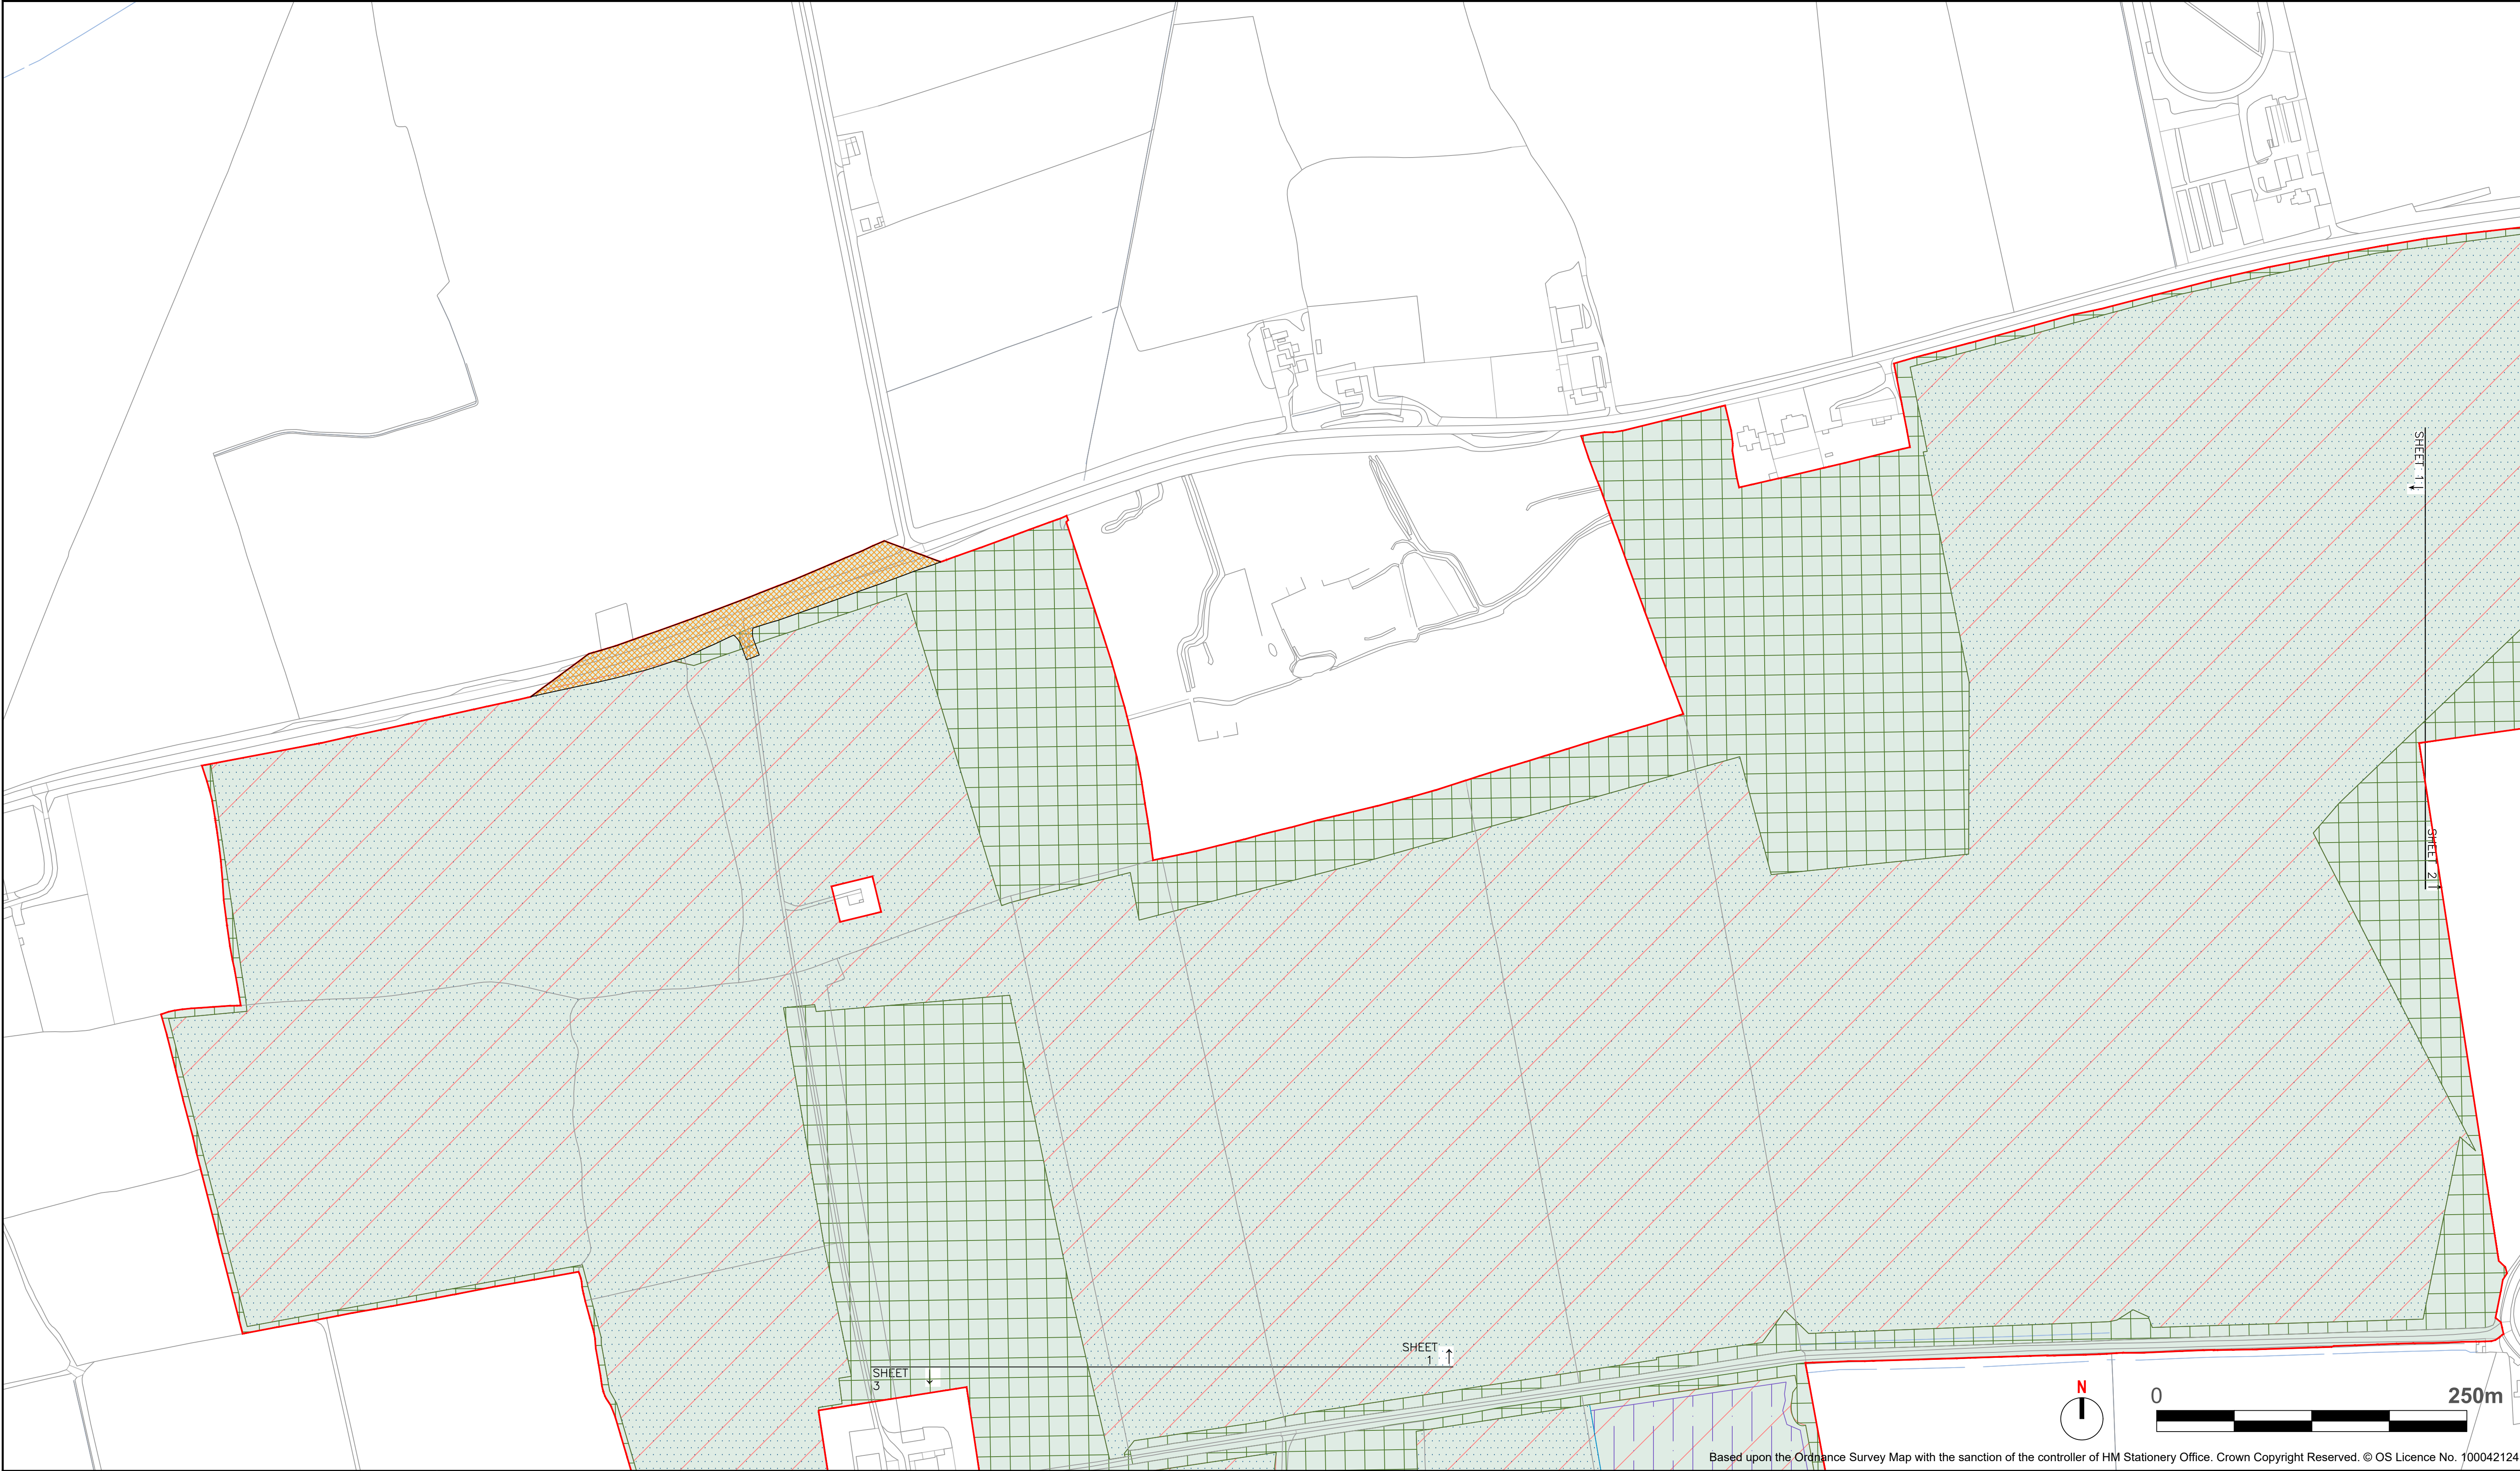 SHEET 1
SHEET 2
SHEET
1
SHEET
3
N
0
250m
Based upon the Ordnance Survey Map with the sanction of the controller of HM Stationery Office. Crown Copyright Reserved. © OS Licence No. 100042124